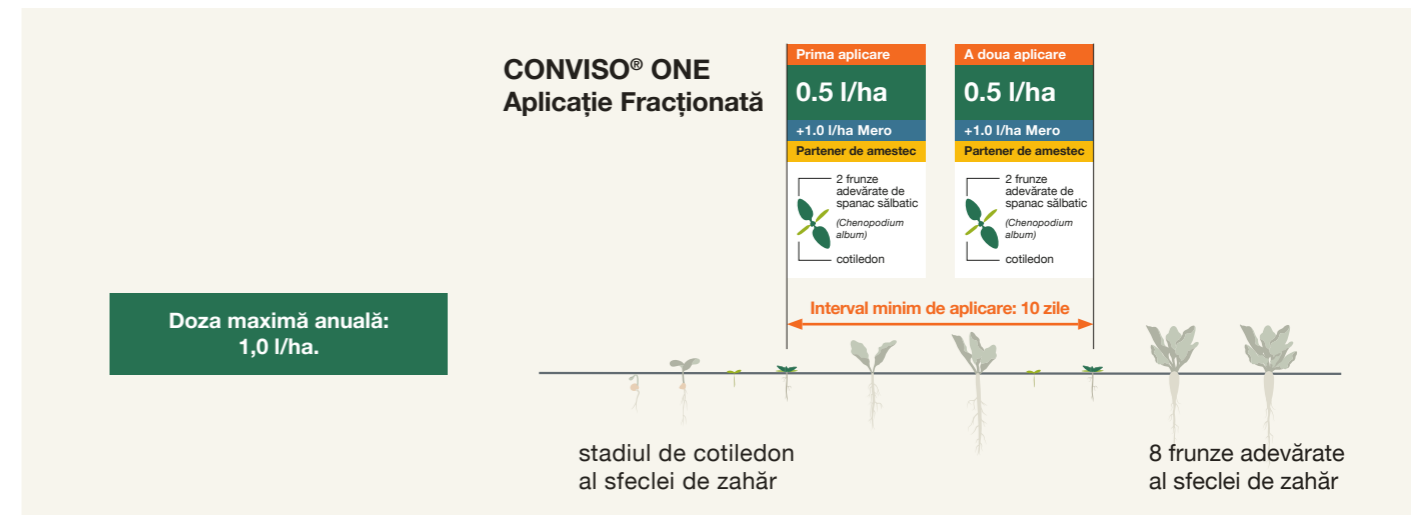 CONVISO® ONE
Aplicație Fracționată
Prima aplicare
0.5 l/ha
+1.0 l/ha Mero
Partener de amestec
2 frunze
adevărate de
spanac sălbatic
(Chenopodium
album)
cotiledon
A doua aplicare
0.5 l/ha
+1.0 l/ha Mero
Partener de amestec
2 frunze
adevărate de
spanac sălbatic
(Chenopodium
album)
cotiledon
Doza maximă anuală:
1,0 l/ha.
Interval minim de aplicare: 10 zile
stadiul de cotiledon
al sfeclei de zahăr
8 frunze adevărate
al sfeclei de zahăr